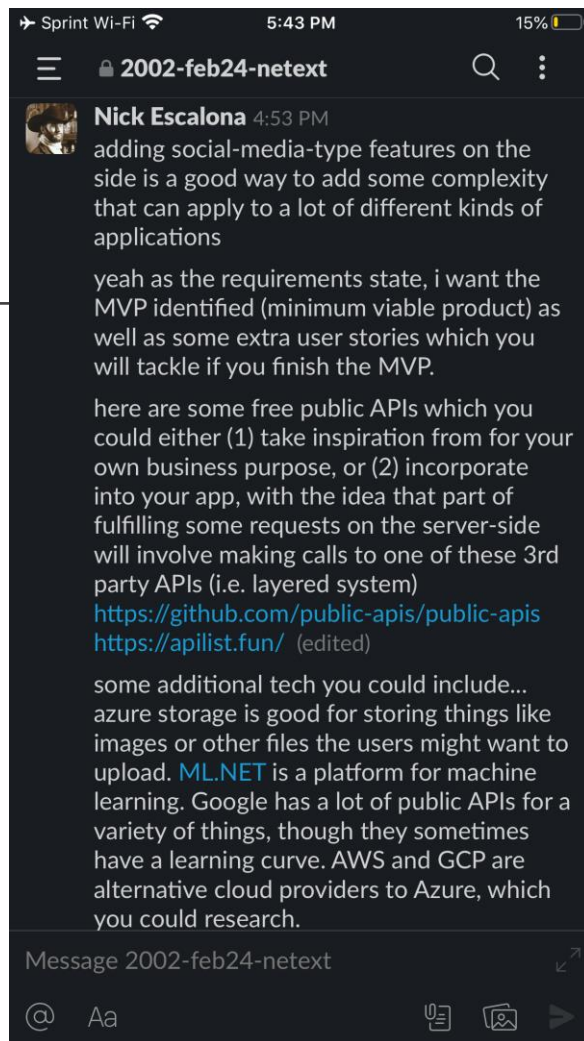 Sprint Wi-Fi
5:43 PM
15%
2002-feb24-netext
Nick Escalona 4:53 PM
adding social-media-type features on the
side is a good way to add some complexity
that can apply to a lot of different kinds of
applications
yeah as the requirements state, i want the
MVP identified (minimum viable product) as
well as some extra user stories which you
will tackle if you finish the MVP.
here are some free public APIs which you
could either (1) take inspiration from for your
own business purpose, or (2) incorporate
into your app, with the idea that part of
fulfilling some requests on the server-side
will involve making calls to one of these 3rd
party APIs (i.e. layered system)
https://github.com/public-apis/public-apis
https://apilist.fun/ (edited)
some additional tech you could include...
azure storage is good for storing things like
images or other files the users might want to
upload. ML.NET is a platform for machine
learning. Google has a lot of public APIs for a
variety of things, though they sometimes
have a learning curve. AWS and GCP are
alternative cloud providers to Azure, which
you could research.
Message 2002-feb24-netext
@ Aa